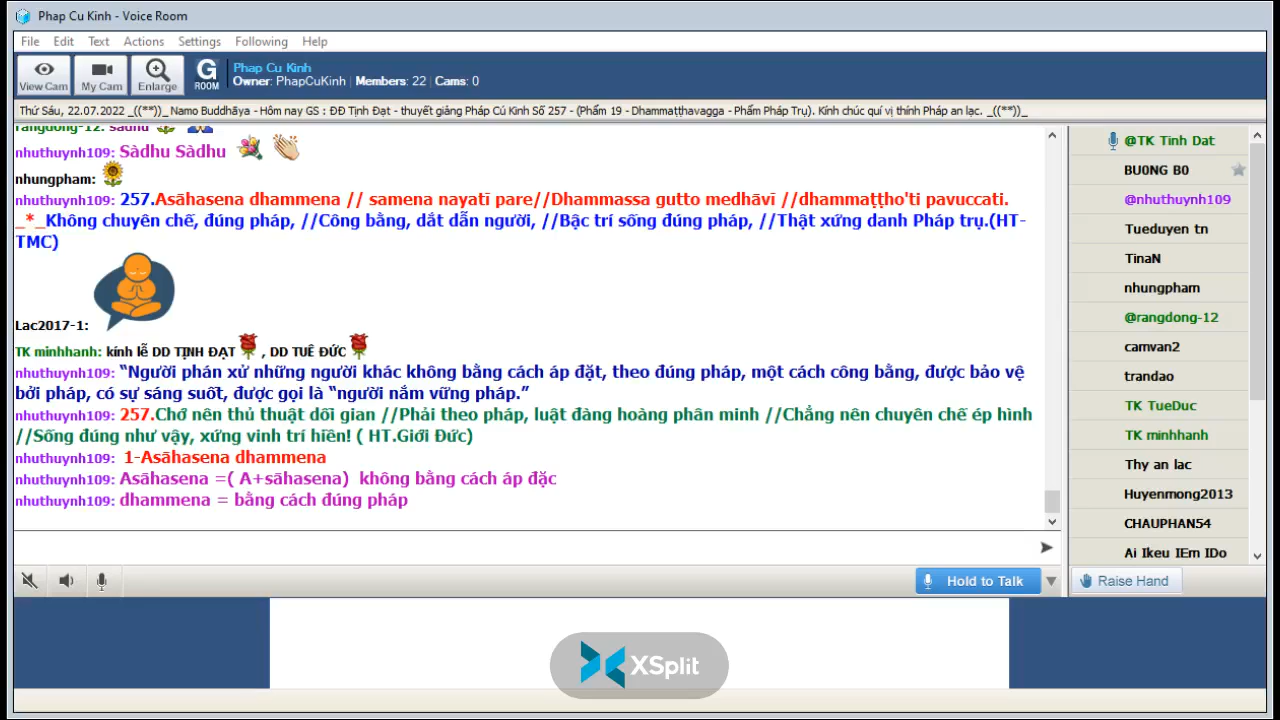 Phap Cu Kinh - Voice Room
File Edit Text Actions Settings Following Help
View Cam
My Cam
Enlarge
G
ROOM
Phap Cu Kinh
Owner: PhapCuKinh | Members: 22 | Cams: 0
Thứ Sáu, 22.07.2022 _((**))_ Namo Buddhāya - Hôm nay GS : ĐĐ Tịnh Đạt - thuyết giảng Pháp Cú Kinh Số 257 - (Phẩm 19 - Dhammaṭṭhavagga - Phẩm Pháp Trụ). Kính chúc quí vị thính Pháp an lạc. _((**))_
rangdong-12: sadhu
nhuthuynh109: Sàdhu Sàdhu
nhungpham:
nhuthuynh109: 257.Asāhasena dhammena // samena nayatī pare//Dhammassa gutto medhāvī //dhammaṭṭho'ti pavuccati.
_*_Không chuyên chế, đúng pháp, //Công bằng, dắt dẫn người, //Bậc trí sống đúng pháp, //Thật xứng danh Pháp trụ.(HT-
TMC)
Lac2017-1:
TK minhhanh: kính lễ DD TỊNH ĐẠT , DD TUÊ ĐỨC
nhuthuynh109: “Người phán xử những người khác không bằng cách áp đặt, theo đúng pháp, một cách công bằng, được bảo vệ
bởi pháp, có sự sáng suốt, được gọi là “người nắm vững pháp.”
nhuthuynh109: 257.Chớ nên thủ thuật dối gian //Phải theo pháp, luật đàng hoàng phân minh //Chẳng nên chuyên chế ép hình
//Sống đúng như vậy, xứng vinh trí hiền! ( HT.Giới Đức)
nhuthuynh109: 1-Asāhasena dhammena
nhuthuynh109: Asāhasena =( A+sāhasena) không bằng cách áp đặc
nhuthuynh109: dhammena = bằng cách đúng pháp
@TK Tinh Dat
BU0NG B0
@nhuthuynh109
Tueduyen tn
TinaN
nhungpham
@rangdong-12
camvan2
trandao
TK TueDuc
TK minhhanh
Thy an lac
Huyenmong2013
CHAUPHAN54
Ai Ikeu IEm IDo
Hold to Talk
Raise Hand
XSplit